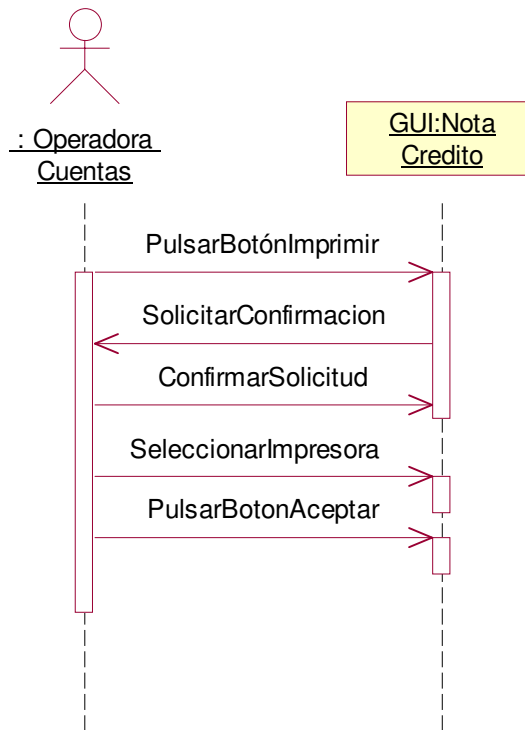 : Operadora
Cuentas
GUI:Nota
Credito
PulsarBotónImprimir
SolicitarConfirmacion
ConfirmarSolicitud
SeleccionarImpresora
PulsarBotonAceptar